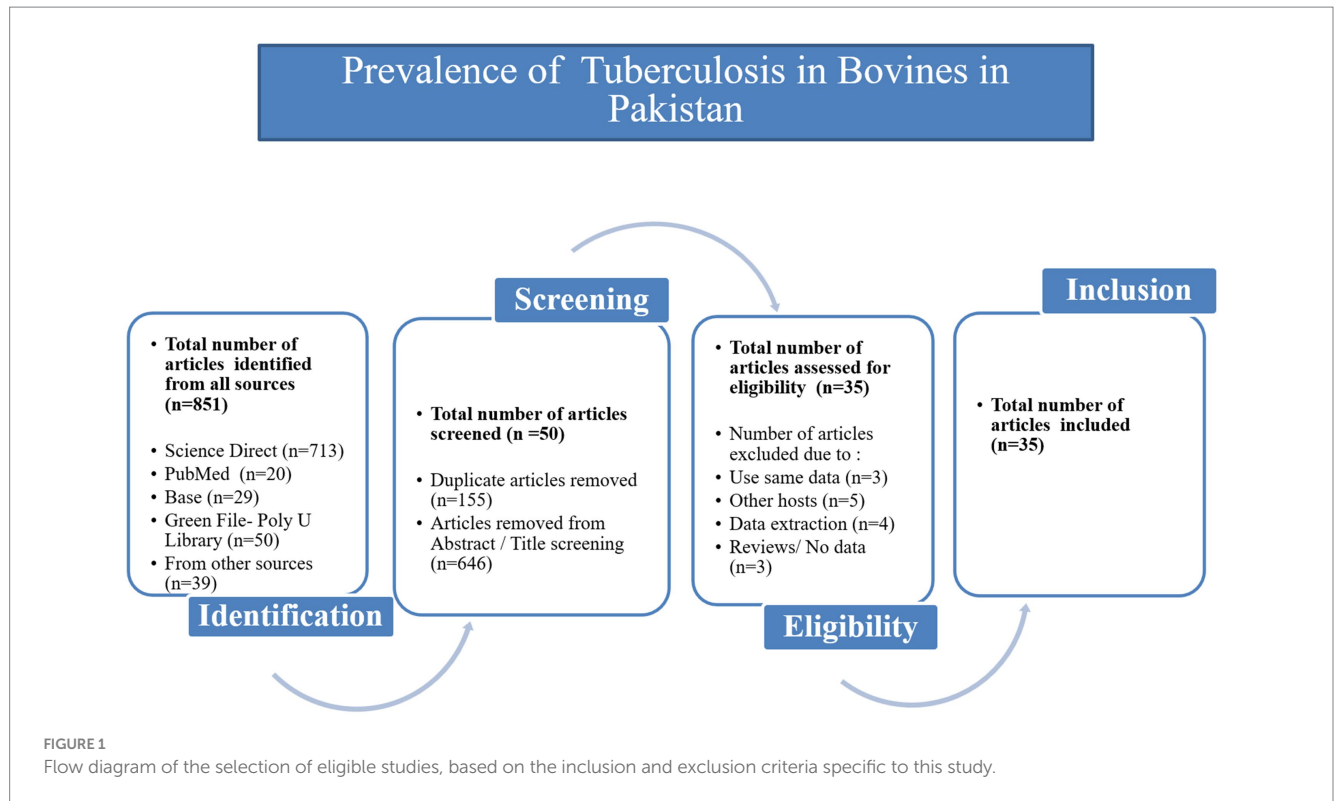 Prevalence of Tuberculosis in Bovines in
Pakistan
• Total number of
articles identified
from all sources
(n=851)
• Science Direct (n=713)
• PubMed (n=20)
• Base (n=29)
• Green File- Poly U
Library (n=50)
• From other sources
(n=39)
Identification
Screening
• Total number of articles
screened (n =50)
• Duplicate articles removed
(n=155)
• Articles removed from
Abstract / Title screening
(n=646)
• Total number of
articles assessed for
eligibility (n=35)
• Number of articles
excluded due to :
• Use same data (n=3)
• Other hosts (n=5)
• Data extraction (n=4)
• Reviews/ No data
(n=3)
Eligibility
Inclusion
• Total number of
articles included
(n=35)
FIGURE 1
Flow diagram of the selection of eligible studies, based on the inclusion and exclusion criteria specific to this study.